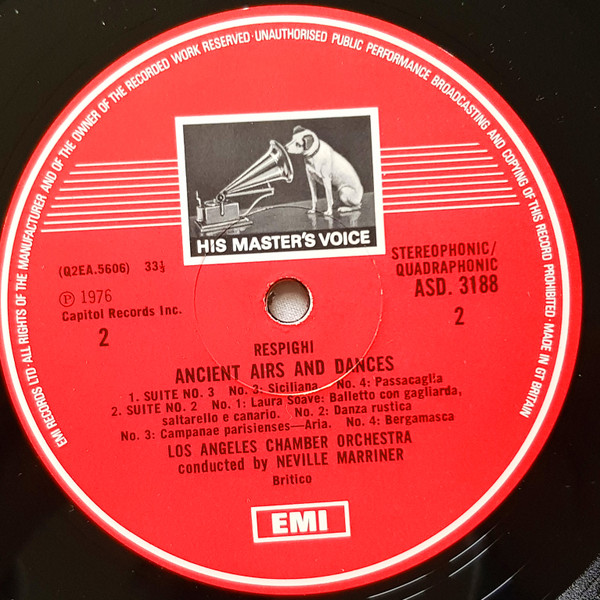 EMI RECORDS LTD · ALL RIGHTS OF THE MANUFACTURER AND OF THE OWNER OF THE RECORDED WORK RESERVED · UNAUTHORISED PUBLIC PERFORMANCE BROADCASTING AND COPYING OF THIS RECORD PROHIBITED · MADE IN GT BRITAIN
HIS MASTER'S VOICE
(Q2EA.5606) 33⅓
Ⓟ 1976
Capitol Records Inc.
2
STEREOPHONIC/
QUADRAPHONIC
ASD. 3188
2
RESPIGHI
ANCIENT AIRS AND DANCES
1. SUITE NO. 3 No. 3: Siciliana. No. 4: Passacaglia
2. SUITE NO. 2 No. 1: Laura Soave: Balletto con gagliarda,
saltarello e canario. No. 2: Danza rustica
No. 3: Campanae parisienses—Aria. No. 4: Bergamasca
LOS ANGELES CHAMBER ORCHESTRA
conducted by NEVILLE MARRINER
Britico
EMI